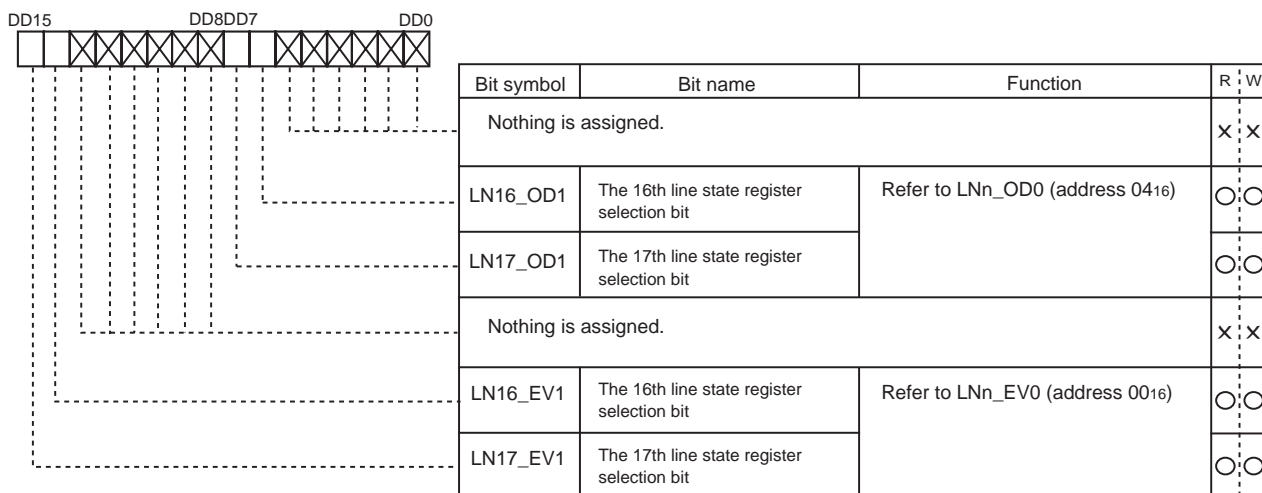 DD15 DD8DD7 DD0
Bit symbol Bit name Function R W
Nothing is assigned. X X
LN16_OD1 The 16th line state register selection bit Refer to LNn_OD0 (address 0416)
LN17_OD1 The 17th line state register selection bit
Nothing is assigned. X X
LN16_EV1 The 16th line state register selection bit Refer to LNn_EV0 (address 0016)
LN17_EV1 The 17th line state register selection bit